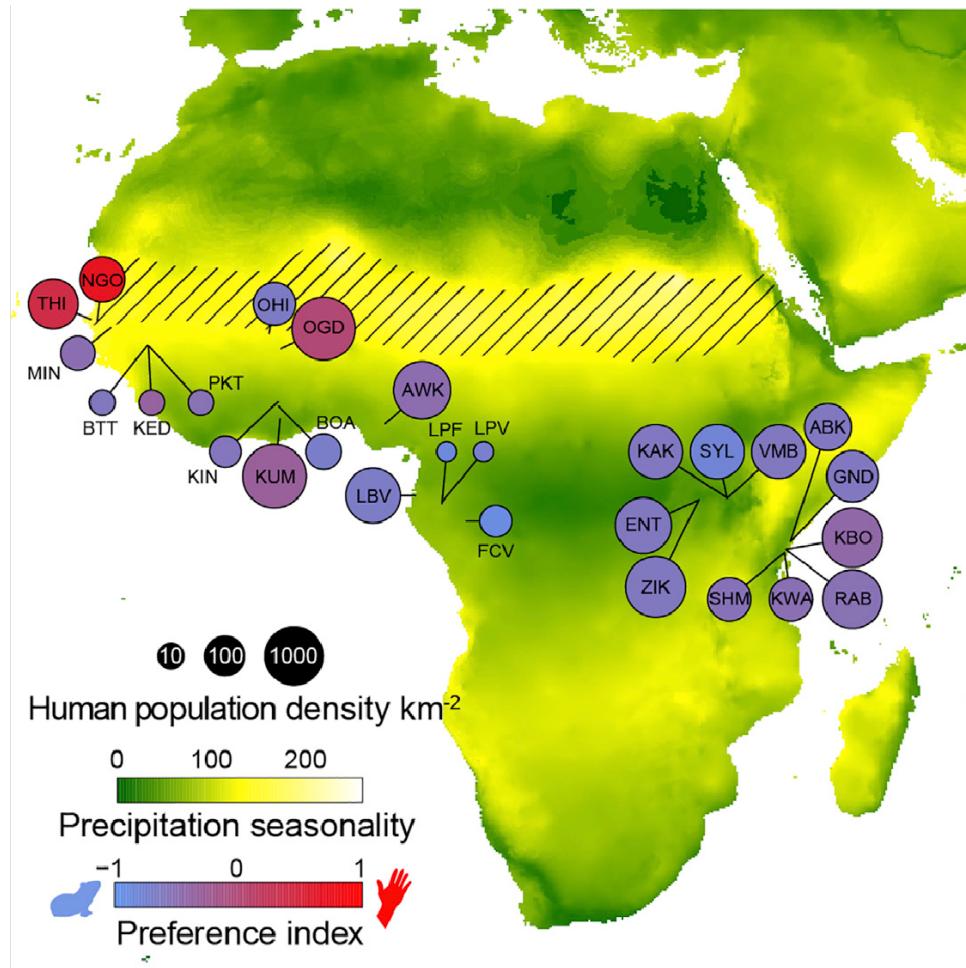 NGO
THI
OHI
OGD
MIN
PKT
AWK
BTT
KED
BOA
LPF
LPV
ABK
KIN
KUM
KAK
SYL
VMB
LBV
GND
ENT
FCV
KBO
ZIK
SHM
KWA
RAB
10 100 1000
Human population density km-2
0 100 200
Precipitation seasonality
−1 0 1
Preference index